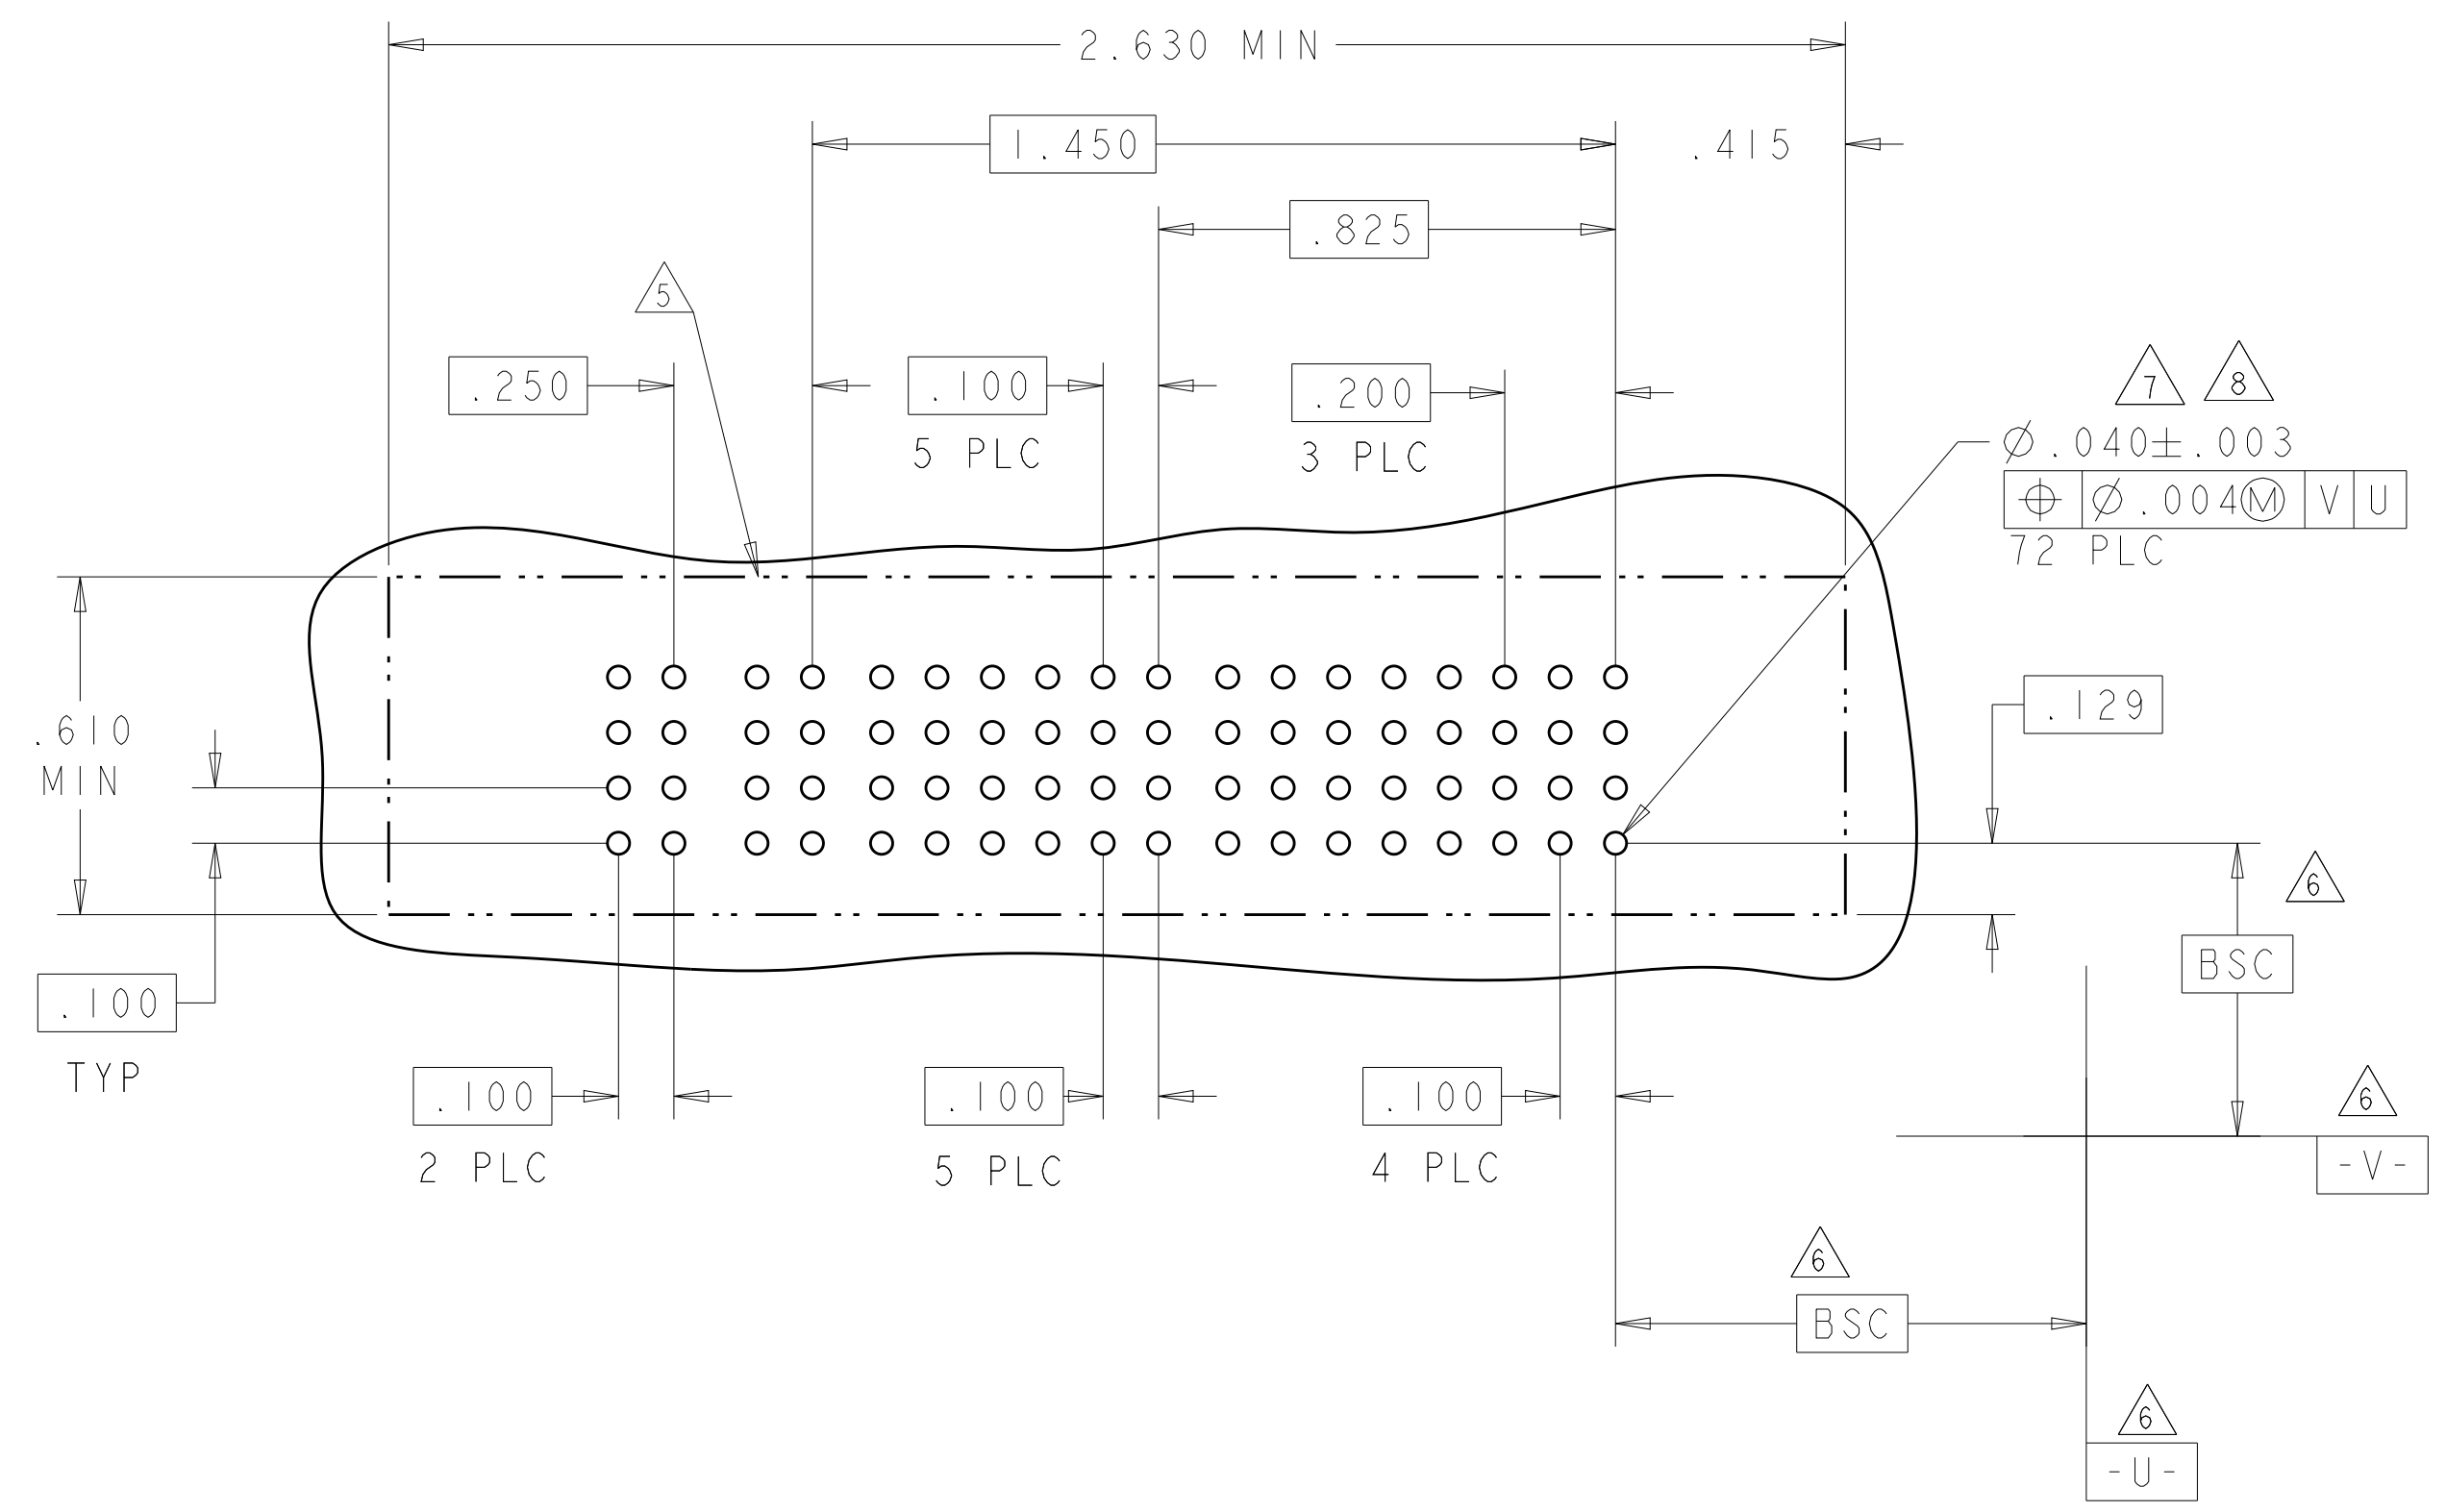 2.630 MIN
1.450
.415
.825
5
.250
.100
5 PLC
.200
3 PLC
7
8
⌀.040±.003
⌖ ⌀.004Ⓜ V U
72 PLC
.129
.610
MIN
6
BSC
.100
TYP
.100
2 PLC
.100
5 PLC
.100
4 PLC
6
-V-
6
BSC
6
-U-